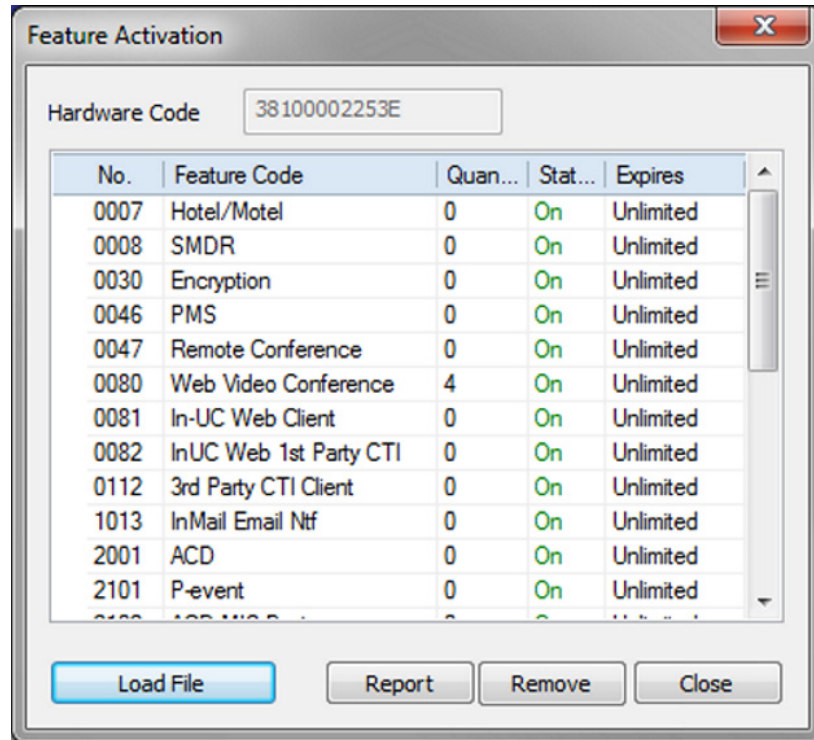 Feature Activation
Hardware Code 38100002253E
No. Feature Code Quan... Stat... Expires
0007 Hotel/Motel 0 On Unlimited
0008 SMDR 0 On Unlimited
0030 Encryption 0 On Unlimited
0046 PMS 0 On Unlimited
0047 Remote Conference 0 On Unlimited
0080 Web Video Conference 4 On Unlimited
0081 In-UC Web Client 0 On Unlimited
0082 InUC Web 1st Party CTI 0 On Unlimited
0112 3rd Party CTI Client 0 On Unlimited
1013 InMail Email Ntf 0 On Unlimited
2001 ACD 0 On Unlimited
2101 P-event 0 On Unlimited
Load File Report Remove Close